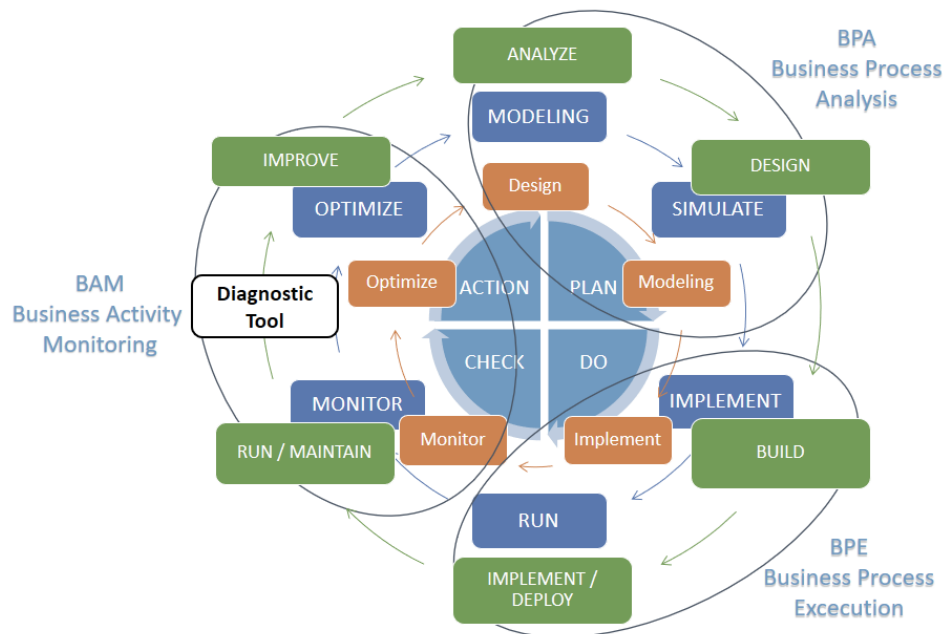 ANALYZE
BPA
Business Process
Analysis
MODELING
IMPROVE
DESIGN
Design
OPTIMIZE
SIMULATE
Optimize
ACTION
PLAN
Modeling
BAM
Business Activity
Monitoring
Diagnostic
Tool
CHECK
DO
MONITOR
IMPLEMENT
RUN / MAINTAIN
Monitor
Implement
BUILD
RUN
BPE
Business Process
Excecution
IMPLEMENT /
DEPLOY